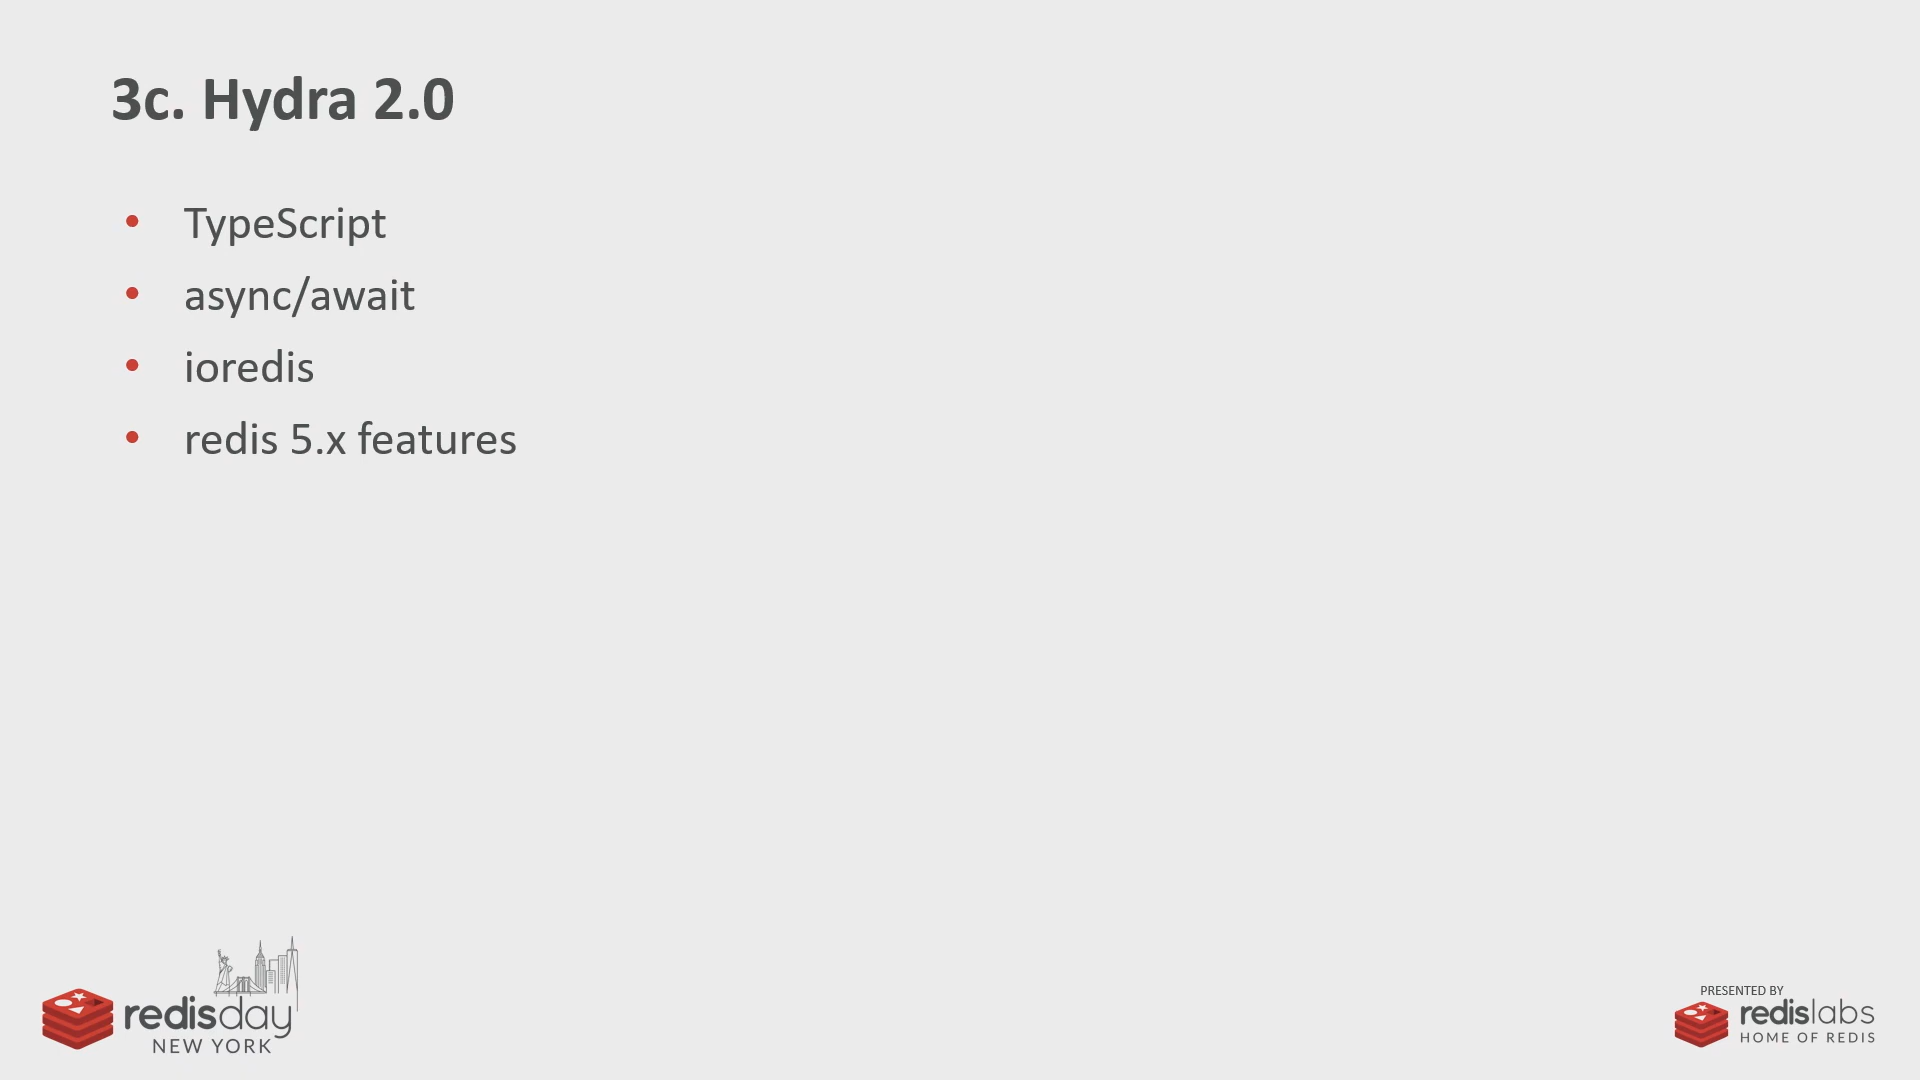 3c. Hydra 2.0
• TypeScript
• async/await
• ioredis
• redis 5.x features
redisday
NEW YORK
PRESENTED BY
redislabs
HOME OF REDIS